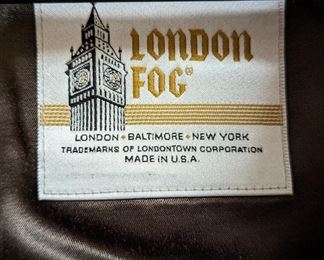 LONDON
FOG®
LONDON • BALTIMORE • NEW YORK
TRADEMARKS OF LONDONTOWN CORPORATION
MADE IN U.S.A.